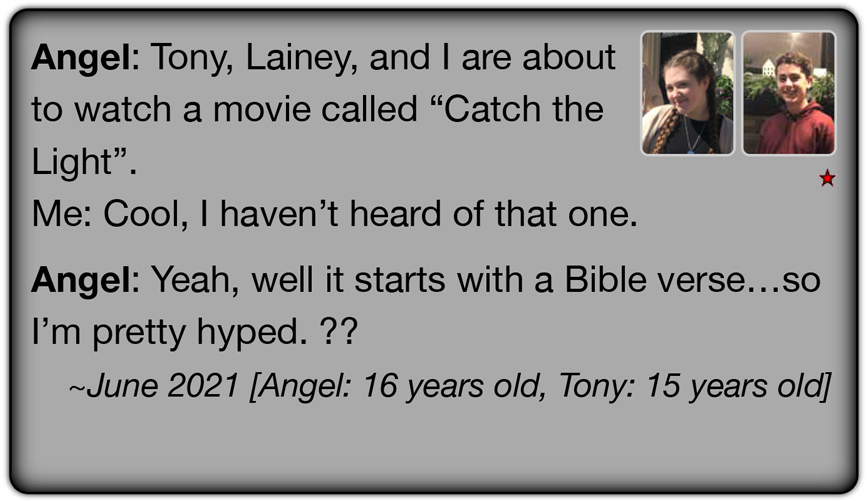 Angel: Tony, Lainey, and I are about
to watch a movie called “Catch the
Light”.
Me: Cool, I haven’t heard of that one.
Angel: Yeah, well it starts with a Bible verse…so
I’m pretty hyped. ??
~June 2021 [Angel: 16 years old, Tony: 15 years old]